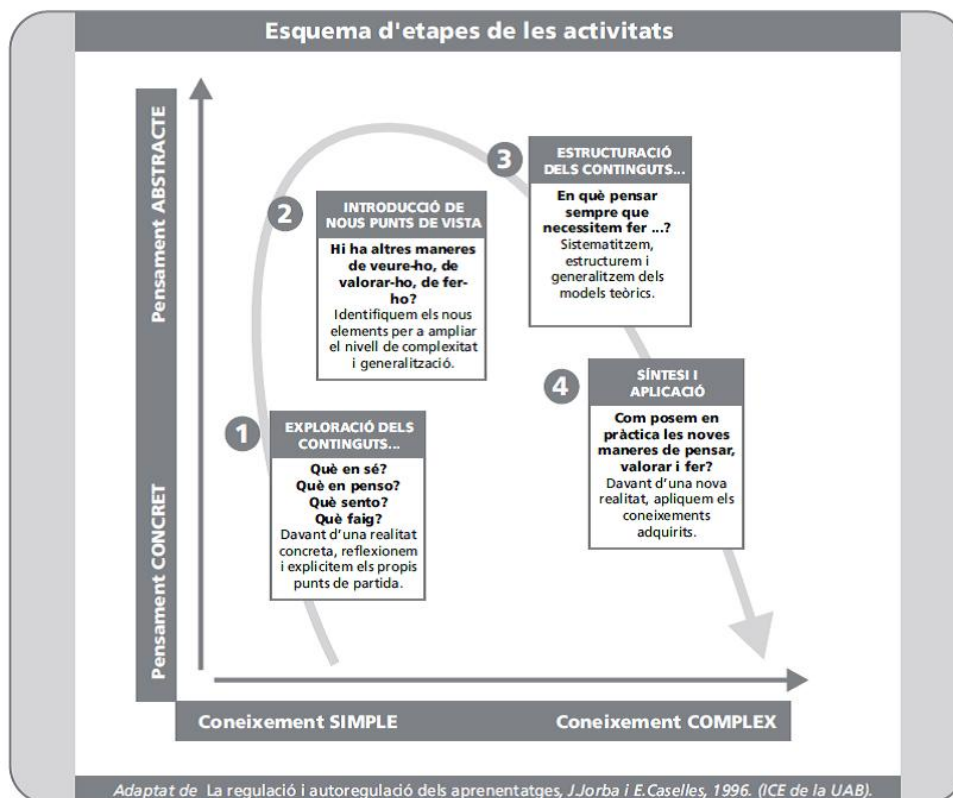 Esquema d'etapes de les activitats
Pensament ABSTRACTE
Pensament CONCRET
1
EXPLORACIÓ DELS
CONTINGUTS...
Què en sé?
Què en penso?
Què sento?
Què faig?
Davant d'una realitat
concreta, reflexionem
i explicitem els propis
punts de partida.
2
INTRODUCCIÓ DE
NOUS PUNTS DE VISTA
Hi ha altres maneres
de veure-ho, de
valorar-ho, de fer-
ho?
Identifiquem els nous
elements per a ampliar
el nivell de complexitat
i generalització.
3
ESTRUCTURACIÓ
DELS CONTINGUTS...
En què pensar
sempre que
necessitem fer ...?
Sistematitzem,
estructurem i
generalitzem dels
models teòrics.
4
SÍNTESI I
APLICACIÓ
Com posem en
pràctica les noves
maneres de pensar,
valorar i fer?
Davant d'una nova
realitat, apliquem els
coneixements
adquirits.
Coneixement SIMPLE
Coneixement COMPLEX
Adaptat de La regulació i autoregulació dels aprenentatges, J.Jorba i E.Caselles, 1996. (ICE de la UAB).